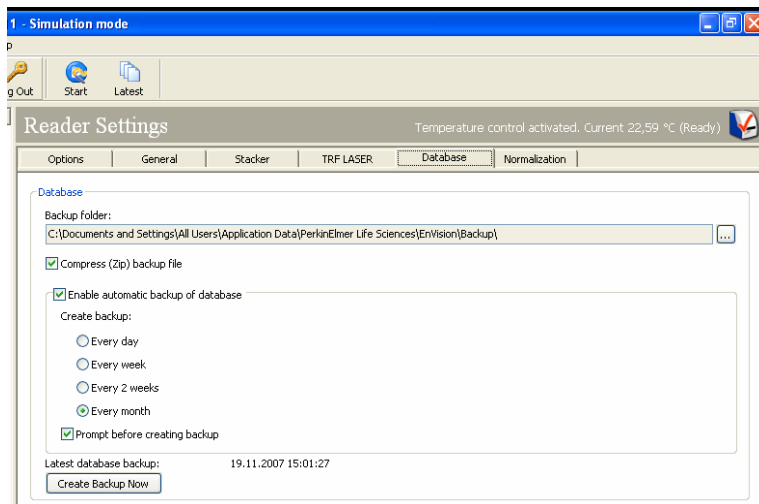 1 - Simulation mode
p
g Out Start Latest
Reader Settings Temperature control activated. Current 22,59 °C (Ready)
Options General Stacker TRF LASER Database Normalization
Database
Backup folder:
C:\Documents and Settings\All Users\Application Data\PerkinElmer Life Sciences\EnVision\Backup\ ...
Compress (Zip) backup file
Enable automatic backup of database
Create backup:
Every day
Every week
Every 2 weeks
Every month
Prompt before creating backup
Latest database backup: 19.11.2007 15:01:27
Create Backup Now